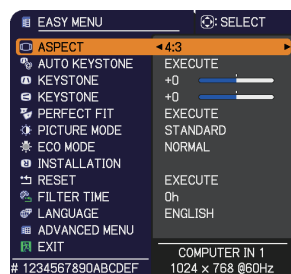 EASY MENU : SELECT
ASPECT 4:3
AUTO KEYSTONE EXECUTE
KEYSTONE +0
KEYSTONE +0
PERFECT FIT EXECUTE
PICTURE MODE STANDARD
ECO MODE NORMAL
INSTALLATION
RESET EXECUTE
FILTER TIME 0h
LANGUAGE ENGLISH
ADVANCED MENU
EXIT COMPUTER IN 1
# 1234567890ABCDEF 1024 x 768 @60Hz